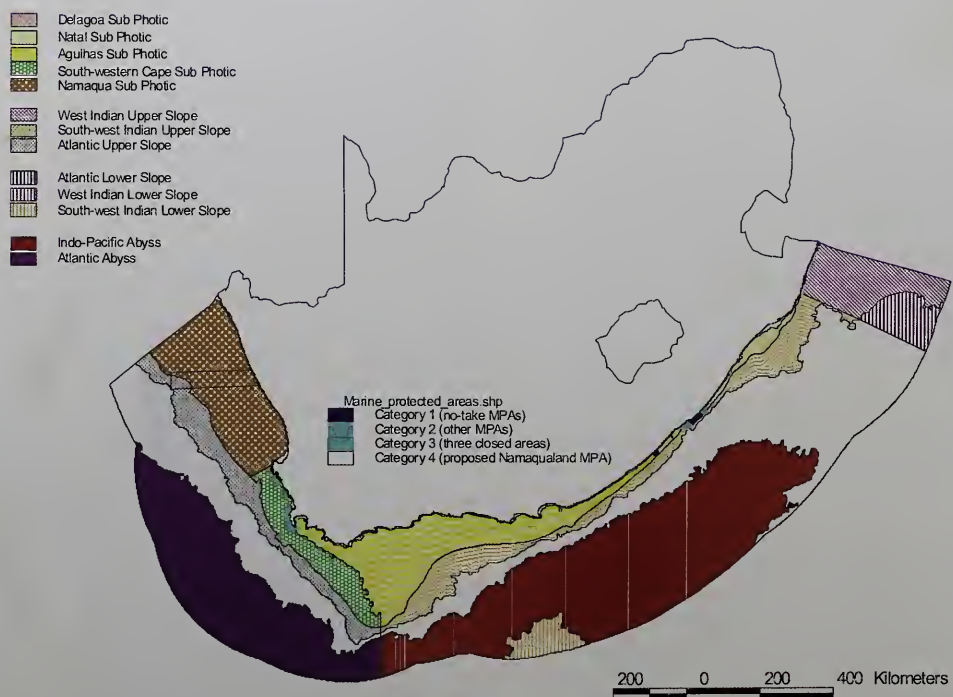 Delagoa Sub Photic
Natal Sub Photic
Aguihas Sub Photic
South-western Cape Sub Photic
Namaqua Sub Photic
West Indian Upper Slope
South-west Indian Upper Slope
Atlantic Upper Slope
Atlantic Lower Slope
West Indian Lower Slope
South-west Indian Lower Slope
Indo-Pacific Abyss
Atlantic Abyss
Marine_protected_areas.shp
Category 1 (no-take MPAs)
Category 2 (other MPAs)
Category 3 (three closed areas)
Category 4 (proposed Namaqualand MPA)
200 0 200 400 Kilometers